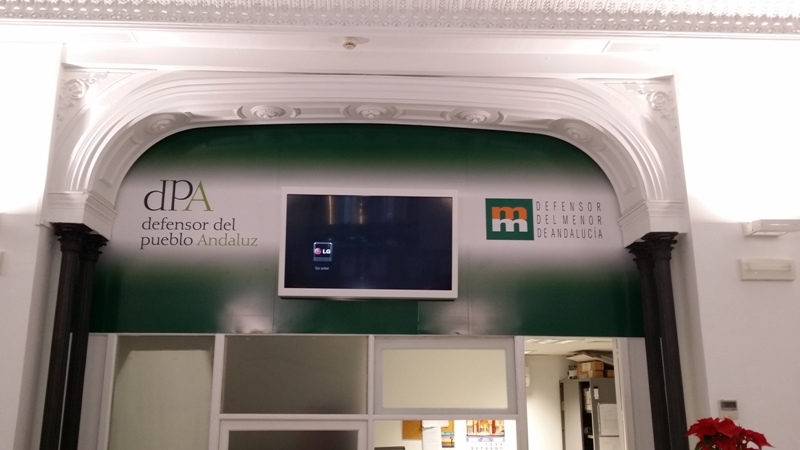 dPA
defensor del
pueblo Andaluz
LG
m
m
DEFENSOR
DEL MENOR
DE ANDALUCÍA